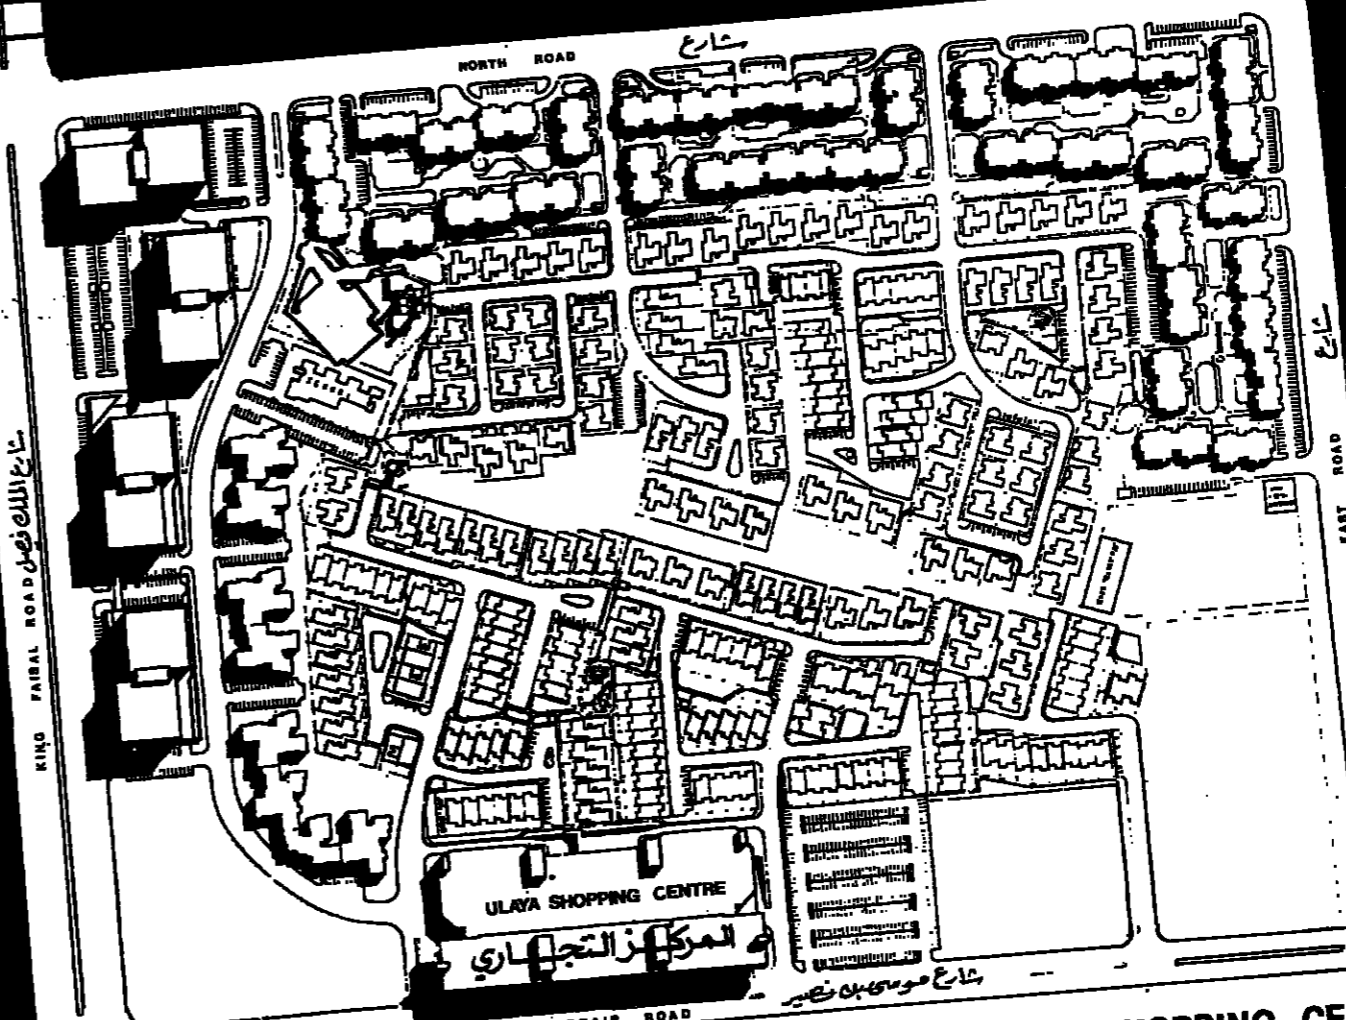 NORTH ROAD
شارع
KING FAISAL ROAD
شارع الملك فيصل
شارع
EAST ROAD
ULAYA SHOPPING CENTRE
المركز التجاري
شارع موسى بن نصير
ROAD